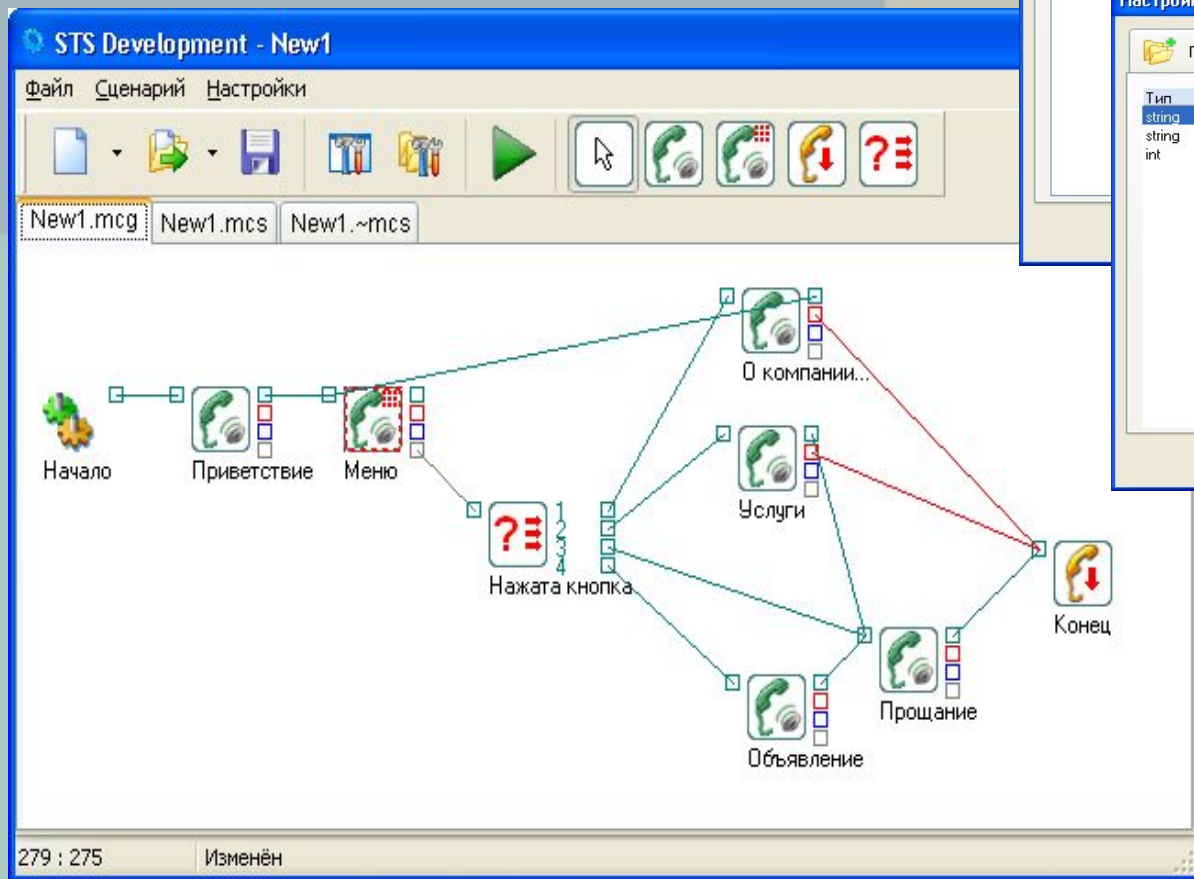 STS Development - New1
Файл Сценарий Настройки
New1.mcg New1.mcs New1.~mcs
О компании...
Начало
Приветствие
Меню
Услуги
1
2
3
4
Нажата кнопка
Конец
Прощание
Объявление
279 : 275 Изменён
Тип
string
string
int